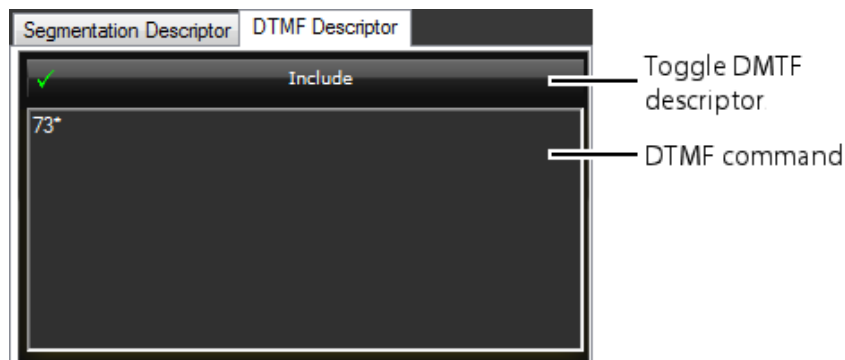 Segmentation Descriptor DTMF Descriptor
Include
Toggle DMTF
descriptor
73*
DTMF command